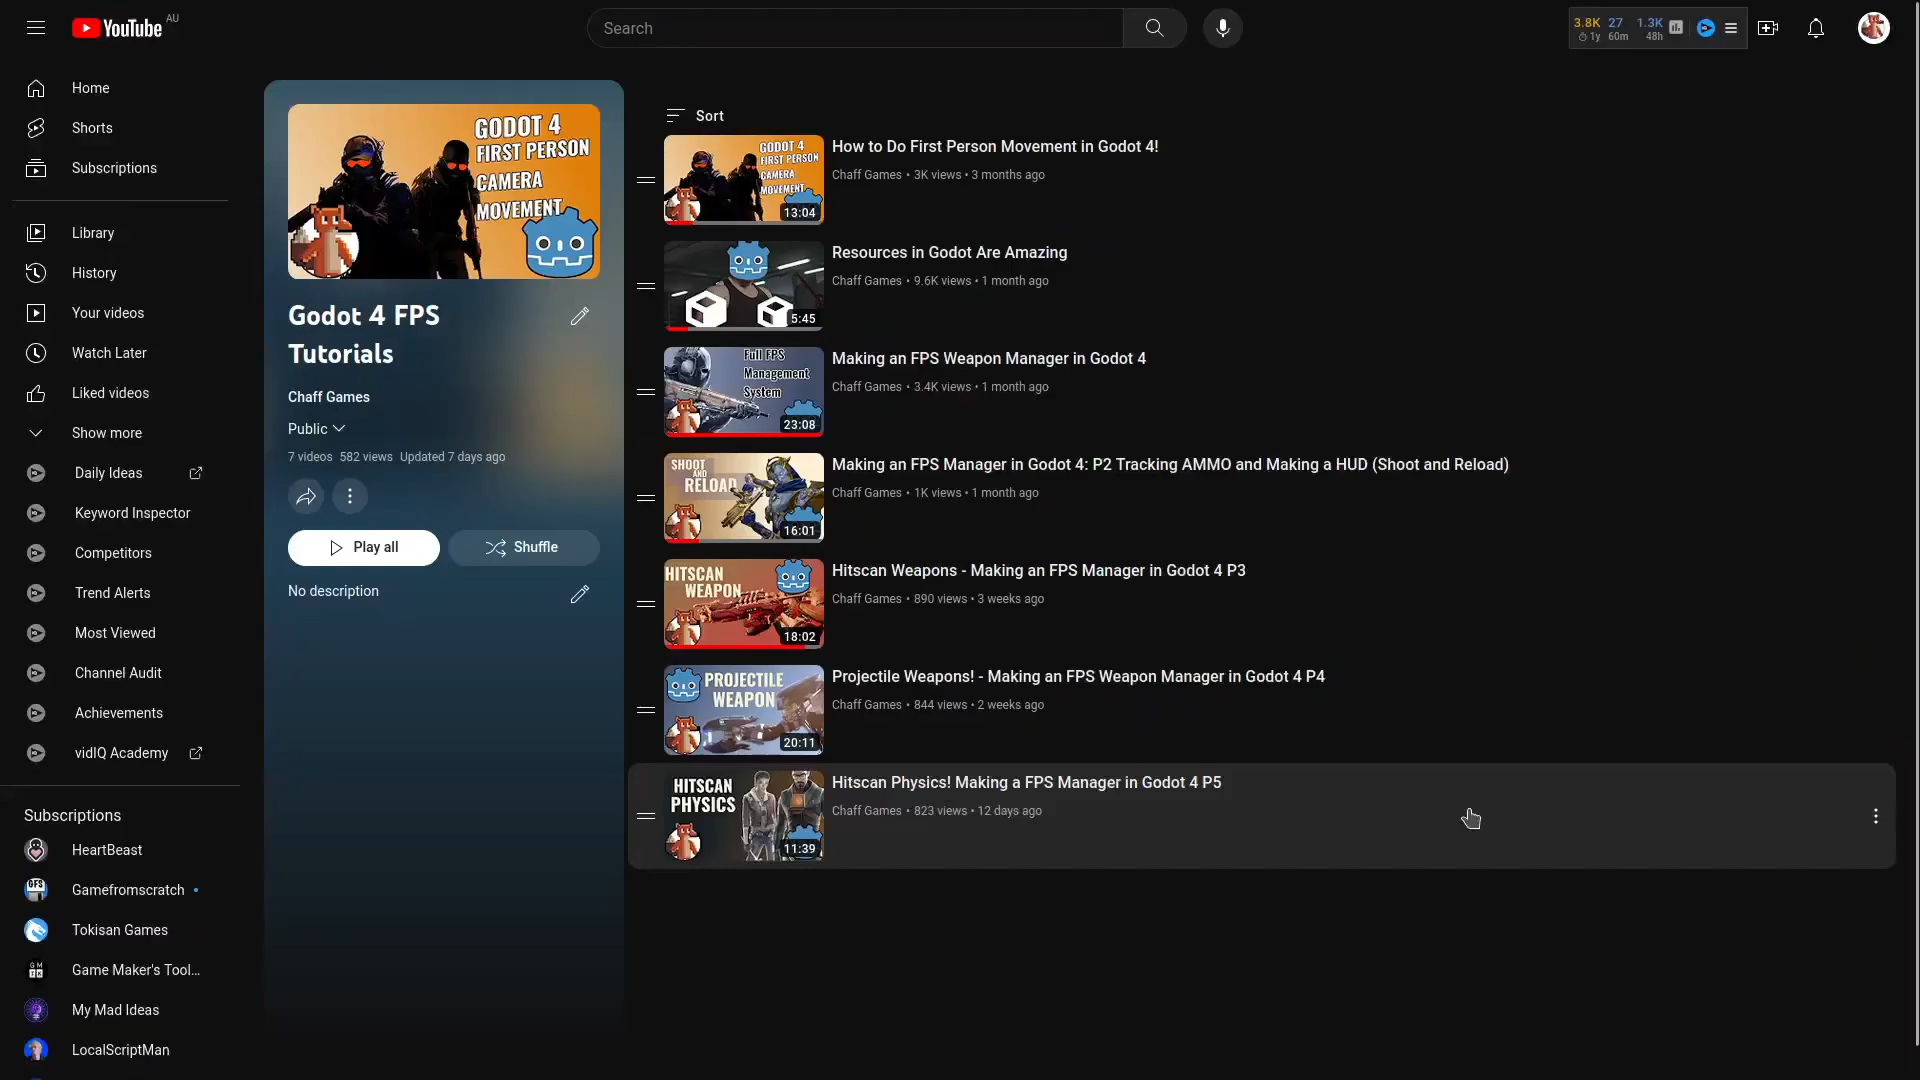 YouTube AU
Search
3.8K 27 1.3K
1y 60m 48h
Home
Shorts
Subscriptions
Library
History
Your videos
Watch Later
Liked videos
Show more
Daily Ideas
Keyword Inspector
Competitors
Trend Alerts
Most Viewed
Channel Audit
Achievements
vidIQ Academy
Subscriptions
HeartBeast
Gamefromscratch •
Tokisan Games
Game Maker's Tool...
My Mad Ideas
LocalScriptMan
GODOT 4
FIRST PERSON
CAMERA
MOVEMENT
Godot 4 FPS
Tutorials
Chaff Games
Public
7 videos 582 views Updated 7 days ago
Play all
Shuffle
No description
Sort
GODOT 4
FIRST PERSON
CAMERA
MOVEMENT
13:04
How to Do First Person Movement in Godot 4!
Chaff Games • 3K views • 3 months ago
5:45
Resources in Godot Are Amazing
Chaff Games • 9.6K views • 1 month ago
Full FPS
Management
System
23:08
Making an FPS Weapon Manager in Godot 4
Chaff Games • 3.4K views • 1 month ago
SHOOT
AND
RELOAD
16:01
Making an FPS Manager in Godot 4: P2 Tracking AMMO and Making a HUD (Shoot and Reload)
Chaff Games • 1K views • 1 month ago
HITSCAN
WEAPON
18:02
Hitscan Weapons - Making an FPS Manager in Godot 4 P3
Chaff Games • 890 views • 3 weeks ago
PROJECTILE
WEAPON
20:11
Projectile Weapons! - Making an FPS Weapon Manager in Godot 4 P4
Chaff Games • 844 views • 2 weeks ago
HITSCAN
PHYSICS
11:39
Hitscan Physics! Making a FPS Manager in Godot 4 P5
Chaff Games • 823 views • 12 days ago